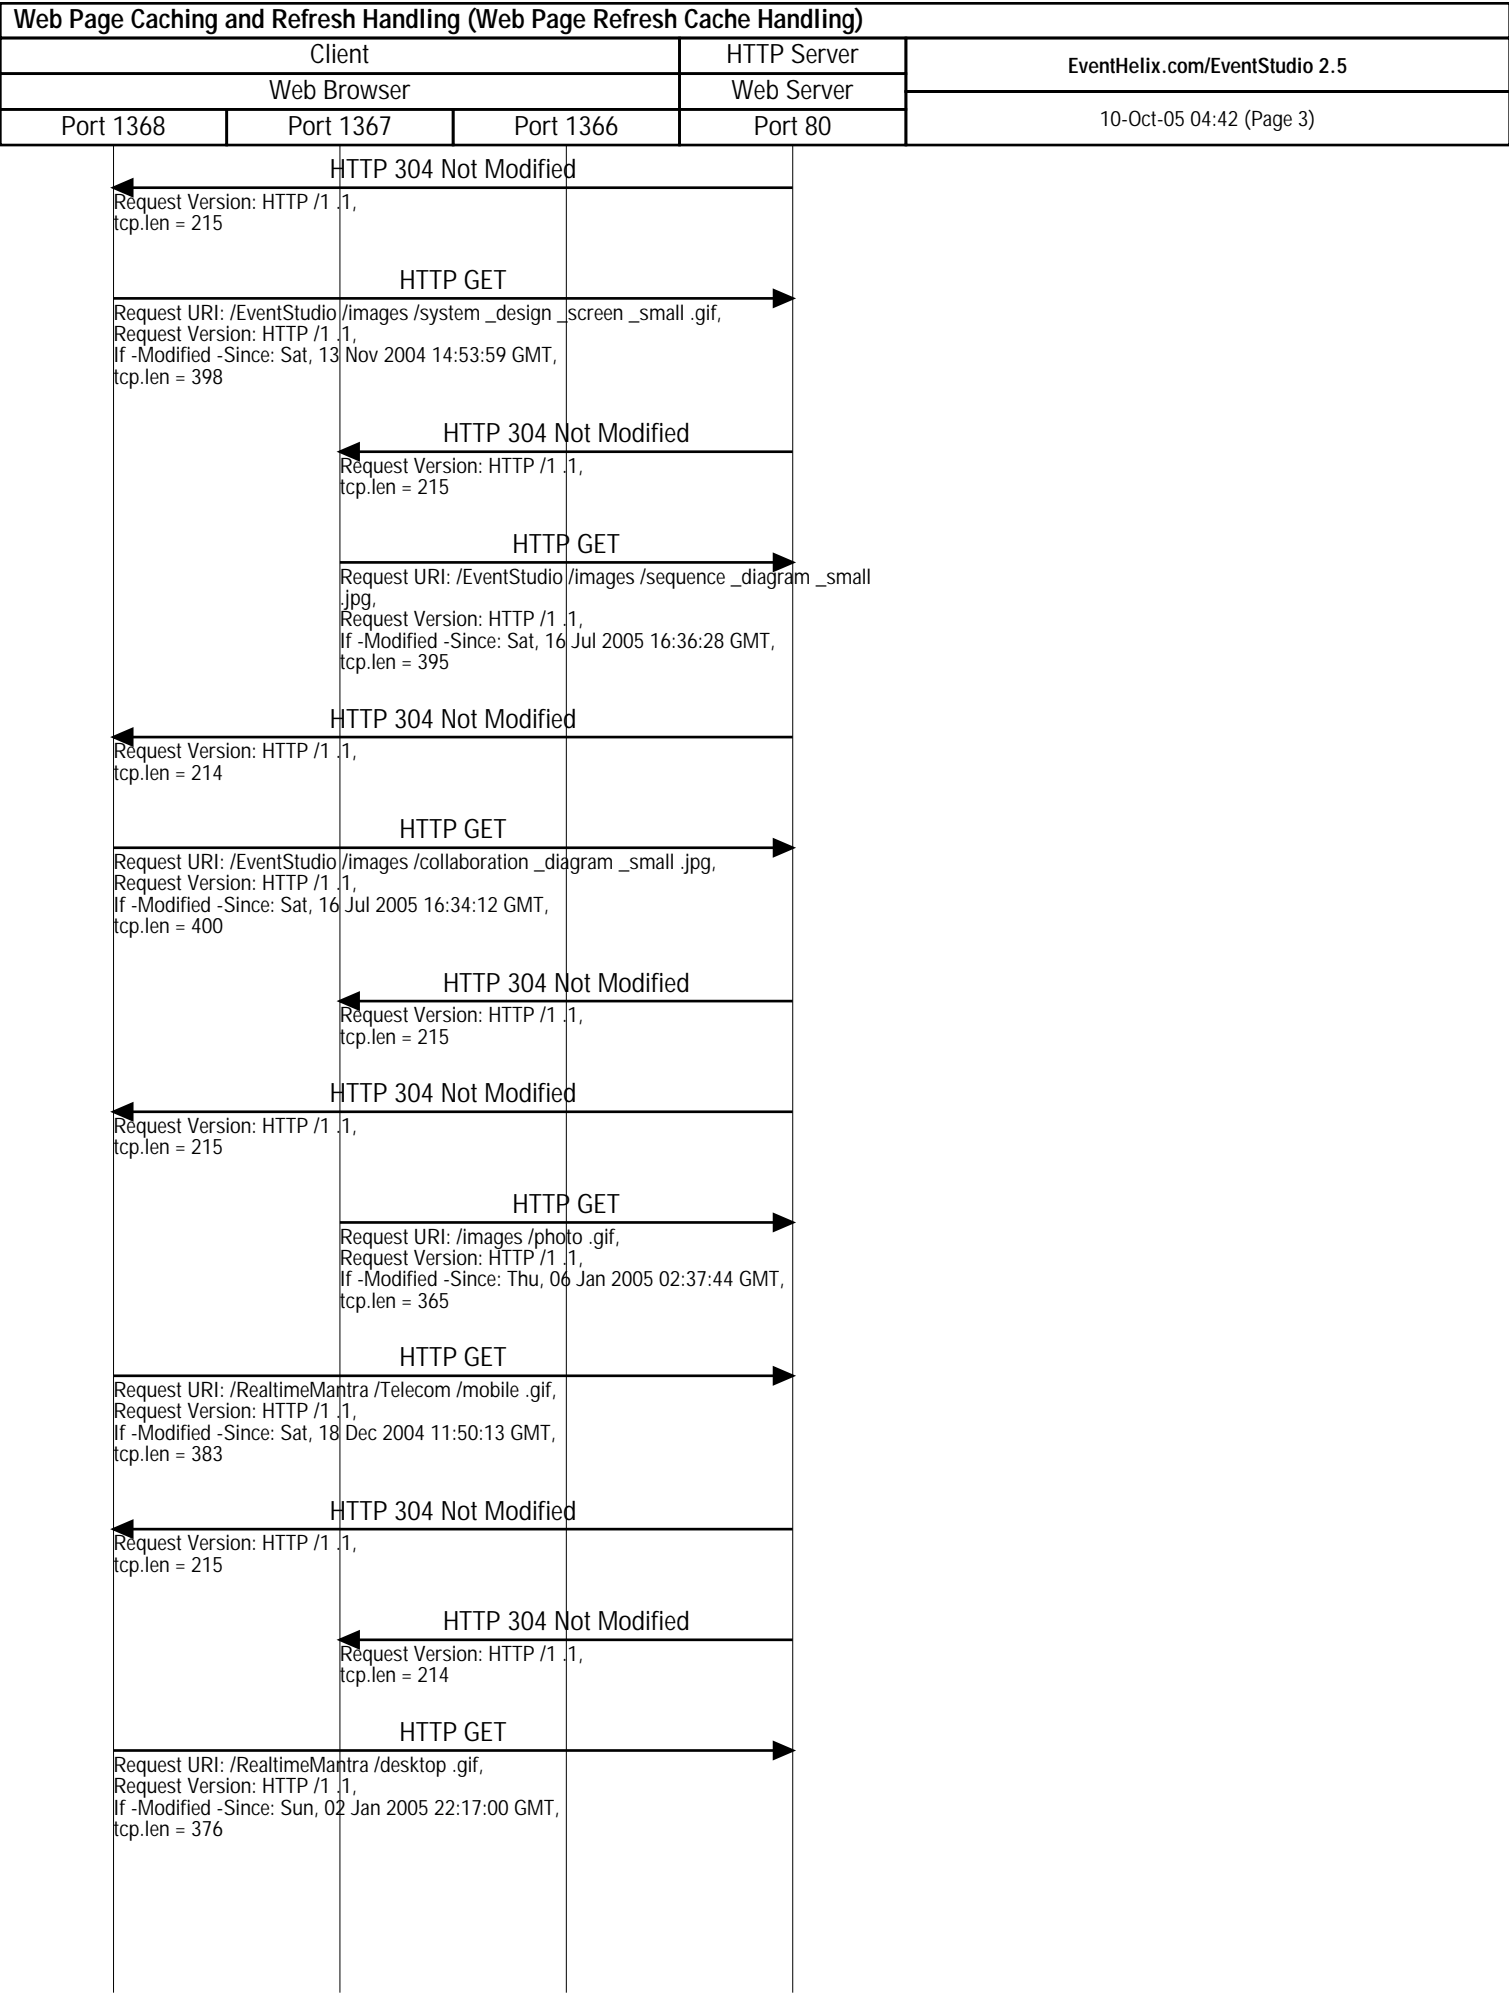 Web Page Caching and Refresh Handling (Web Page Refresh Cache Handling)
Client
HTTP Server
EventHelix.com/EventStudio 2.5
Web Browser
Web Server
10-Oct-05 04:42 (Page 3)
Port 1368
Port 1367
Port 1366
Port 80
HTTP 304 Not Modified
Request Version: HTTP /1 .1,
tcp.len = 215
HTTP GET
Request URI: /EventStudio /images /system _design _screen _small .gif,
Request Version: HTTP /1 .1,
If -Modified -Since: Sat, 13 Nov 2004 14:53:59 GMT,
tcp.len = 398
HTTP 304 Not Modified
Request Version: HTTP /1 .1,
tcp.len = 215
HTTP GET
Request URI: /EventStudio /images /sequence _diagram _small
.jpg,
Request Version: HTTP /1 .1,
If -Modified -Since: Sat, 16 Jul 2005 16:36:28 GMT,
tcp.len = 395
HTTP 304 Not Modified
Request Version: HTTP /1 .1,
tcp.len = 214
HTTP GET
Request URI: /EventStudio /images /collaboration _diagram _small .jpg,
Request Version: HTTP /1 .1,
If -Modified -Since: Sat, 16 Jul 2005 16:34:12 GMT,
tcp.len = 400
HTTP 304 Not Modified
Request Version: HTTP /1 .1,
tcp.len = 215
HTTP 304 Not Modified
Request Version: HTTP /1 .1,
tcp.len = 215
HTTP GET
Request URI: /images /photo .gif,
Request Version: HTTP /1 .1,
If -Modified -Since: Thu, 06 Jan 2005 02:37:44 GMT,
tcp.len = 365
HTTP GET
Request URI: /RealtimeMantra /Telecom /mobile .gif,
Request Version: HTTP /1 .1,
If -Modified -Since: Sat, 18 Dec 2004 11:50:13 GMT,
tcp.len = 383
HTTP 304 Not Modified
Request Version: HTTP /1 .1,
tcp.len = 215
HTTP 304 Not Modified
Request Version: HTTP /1 .1,
tcp.len = 214
HTTP GET
Request URI: /RealtimeMantra /desktop .gif,
Request Version: HTTP /1 .1,
If -Modified -Since: Sun, 02 Jan 2005 22:17:00 GMT,
tcp.len = 376